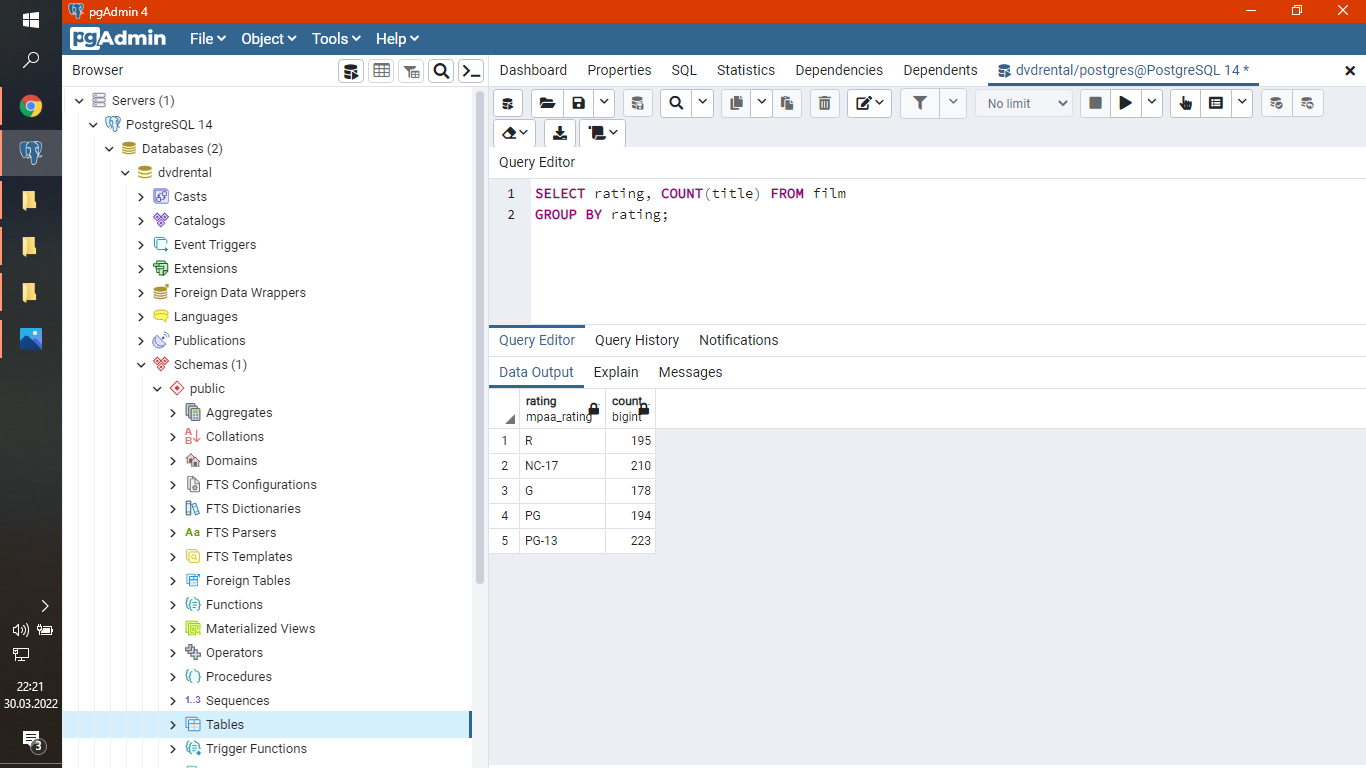 pgAdmin 4
pgAdmin File Object Tools Help
Browser
Dashboard Properties SQL Statistics Dependencies Dependents dvdrental/postgres@PostgreSQL 14 *
No limit
Servers (1)
PostgreSQL 14
Databases (2)
dvdrental
Casts
Catalogs
Event Triggers
Extensions
Foreign Data Wrappers
Languages
Publications
Schemas (1)
public
Aggregates
Collations
Domains
FTS Configurations
FTS Dictionaries
Aa FTS Parsers
FTS Templates
Foreign Tables
Functions
Materialized Views
Operators
Procedures
1..3 Sequences
Tables
Trigger Functions
Query Editor
1 SELECT rating, COUNT(title) FROM film
2 GROUP BY rating;
Query Editor Query History Notifications
Data Output Explain Messages
rating count
mpaa_rating bigint
1 R 195
2 NC-17 210
3 G 178
4 PG 194
5 PG-13 223
22:21
30.03.2022
3